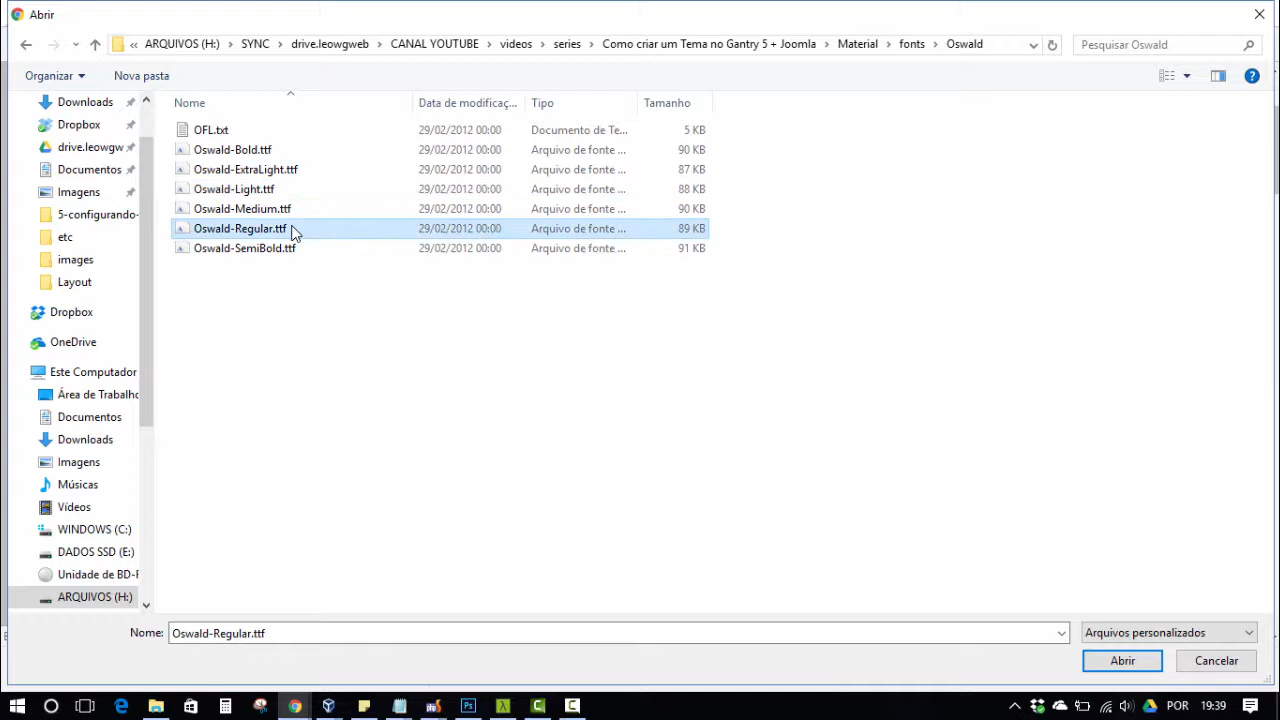 Abrir
« ARQUIVOS (H:) › SYNC › drive.leowgweb › CANAL YOUTUBE › videos › series › Como criar um Tema no Gantry 5 + Joomla › Material › fonts › Oswald
Pesquisar Oswald
Organizar
Nova pasta
Nome Data de modificaç... Tipo Tamanho
OFL.txt 29/02/2012 00:00 Documento de Te... 5 KB
Oswald-Bold.ttf 29/02/2012 00:00 Arquivo de fonte ... 90 KB
Oswald-ExtraLight.ttf 29/02/2012 00:00 Arquivo de fonte ... 87 KB
Oswald-Light.ttf 29/02/2012 00:00 Arquivo de fonte ... 88 KB
Oswald-Medium.ttf 29/02/2012 00:00 Arquivo de fonte ... 90 KB
Oswald-Regular.ttf 29/02/2012 00:00 Arquivo de fonte ... 89 KB
Oswald-SemiBold.ttf 29/02/2012 00:00 Arquivo de fonte ... 91 KB
Downloads
Dropbox
drive.leowgw
Documentos
Imagens
5-configurando-
etc
images
Layout
Dropbox
OneDrive
Este Computador
Área de Trabalho
Documentos
Downloads
Imagens
Músicas
Vídeos
WINDOWS (C:)
DADOS SSD (E:)
Unidade de BD-R
ARQUIVOS (H:)
Nome: Oswald-Regular.ttf
Arquivos personalizados
Abrir
Cancelar
POR 19:39